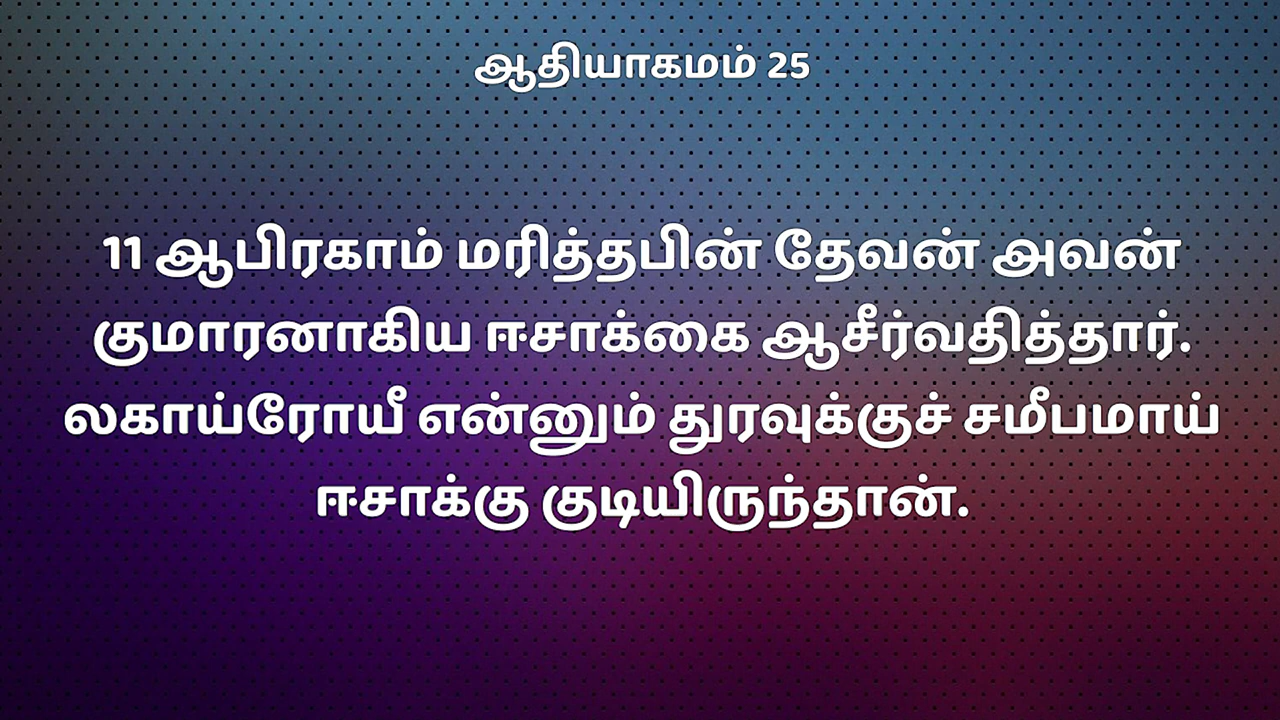 ஆதியாகமம் 25
11 ஆபிரகாம் மரித்தபின் தேவன் அவன்
குமாரனாகிய ஈசாக்கை ஆசீர்வதித்தார்.
லகாய்ரோயீ என்னும் துரவுக்குச் சமீபமாய்
ஈசாக்கு குடியிருந்தான்.